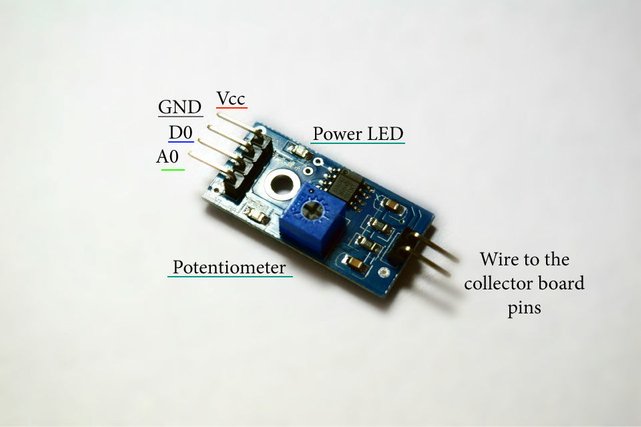 Vcc
GND
D0
A0
Power LED
Potentiometer
Wire to the
collector board
pins